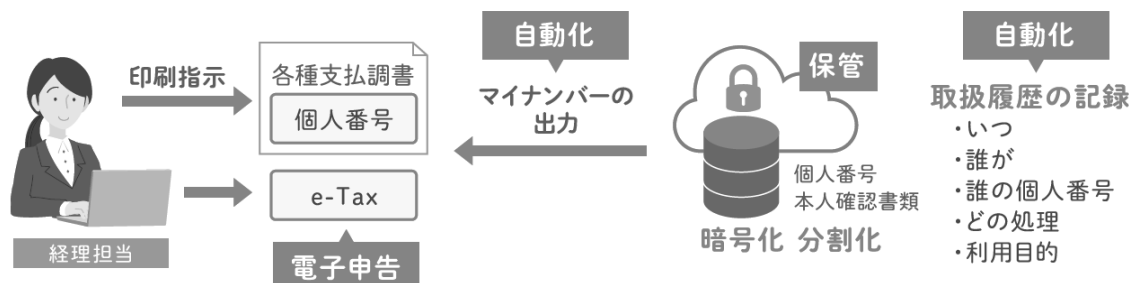 印刷指示
経理担当
各種支払調書
個人番号
e-Tax
電子申告
自動化
マイナンバーの
出力
保管
個人番号
本人確認書類
暗号化 分割化
自動化
取扱履歴の記録
・いつ
・誰が
・誰の個人番号
・どの処理
・利用目的